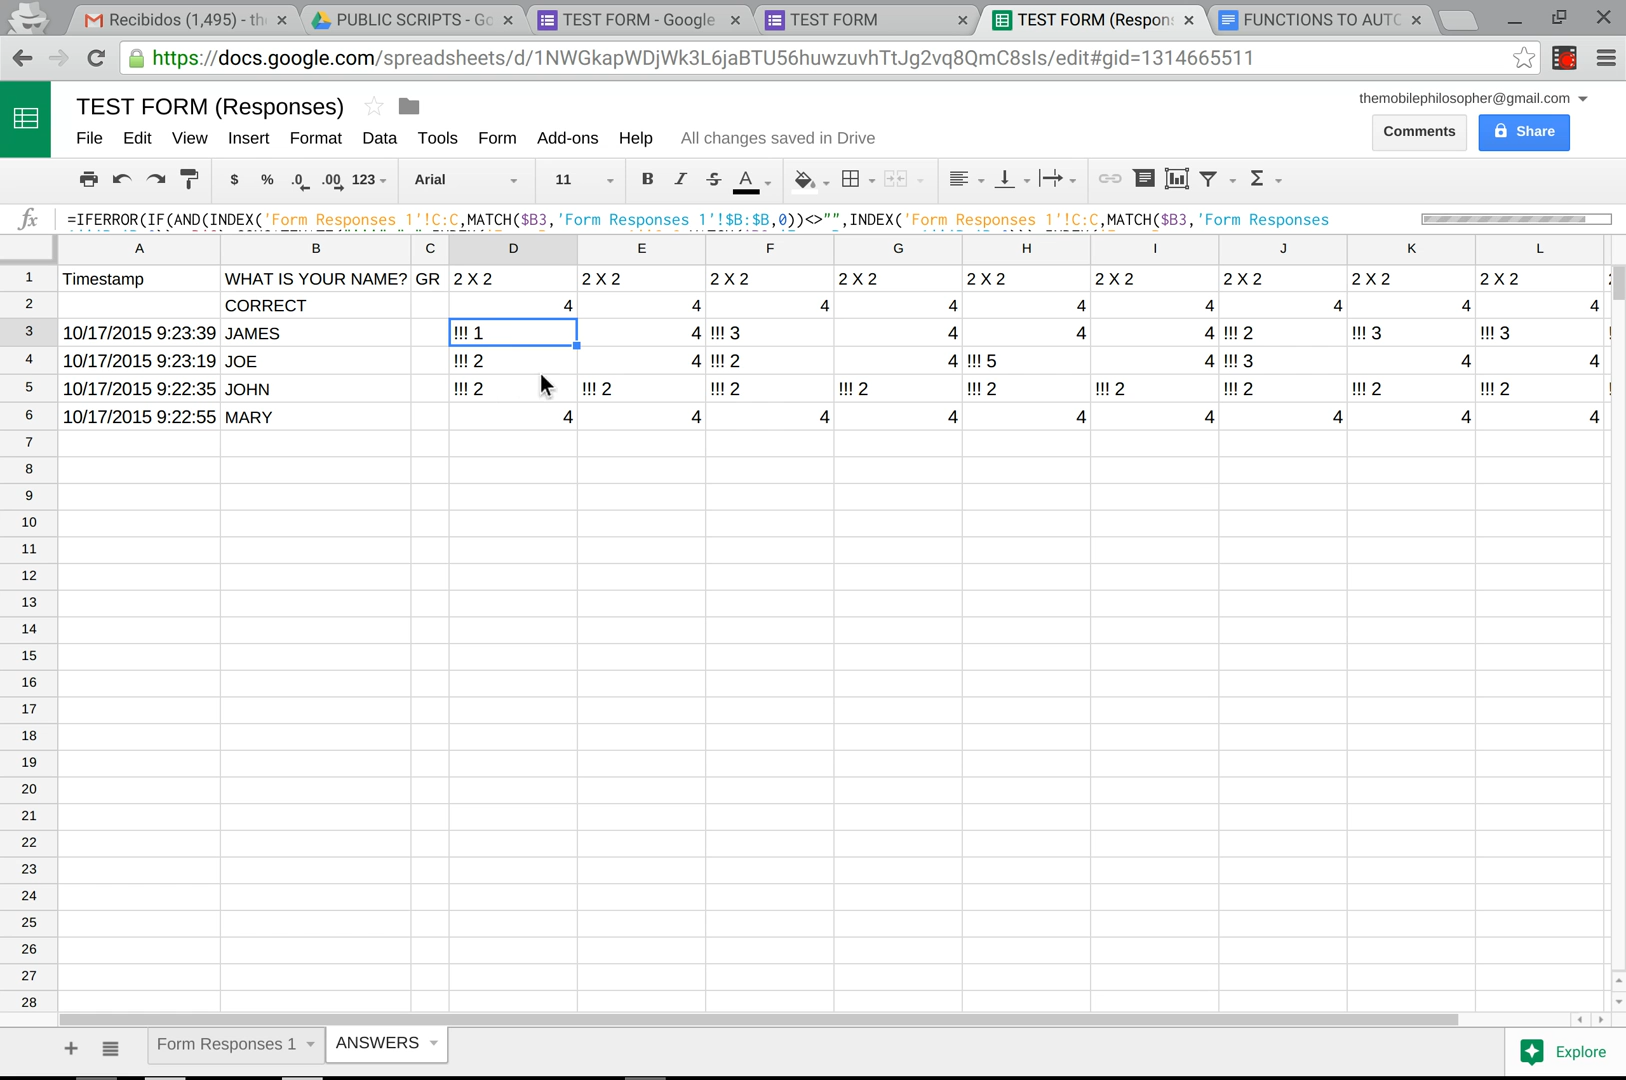 Recibidos (1,495) - th
PUBLIC SCRIPTS - Go
TEST FORM - Google
TEST FORM
TEST FORM (Respons
FUNCTIONS TO AUTO
https://docs.google.com/spreadsheets/d/1NWGkapWDjWk3L6jaBTU56huwzuvhTtJg2vq8QmC8sIs/edit#gid=1314665511
TEST FORM (Responses)
themobilephilosopher@gmail.com
File Edit View Insert Format Data Tools Form Add-ons Help All changes saved in Drive
Comments Share
$ % .0 .00 123 Arial 11 B I S A Σ
fx =IFERROR(IF(AND(INDEX('Form Responses 1'!C:C,MATCH($B3,'Form Responses 1'!$B:$B,0))<>"",INDEX('Form Responses 1'!C:C,MATCH($B3,'Form Responses
A B C D E F G H I J K L
1 Timestamp WHAT IS YOUR NAME? GR 2 X 2 2 X 2 2 X 2 2 X 2 2 X 2 2 X 2 2 X 2 2 X 2 2 X 2
2 CORRECT 4 4 4 4 4 4 4 4 4
3 10/17/2015 9:23:39 JAMES !!! 1 4 !!! 3 4 4 4 !!! 2 !!! 3 !!! 3
4 10/17/2015 9:23:19 JOE !!! 2 4 !!! 2 4 !!! 5 4 !!! 3 4 4
5 10/17/2015 9:22:35 JOHN !!! 2 !!! 2 !!! 2 !!! 2 !!! 2 !!! 2 !!! 2 !!! 2 !!! 2
6 10/17/2015 9:22:55 MARY 4 4 4 4 4 4 4 4 4
7
8
9
10
11
12
13
14
15
16
17
18
19
20
21
22
23
24
25
26
27
28
+ Form Responses 1 ANSWERS Explore